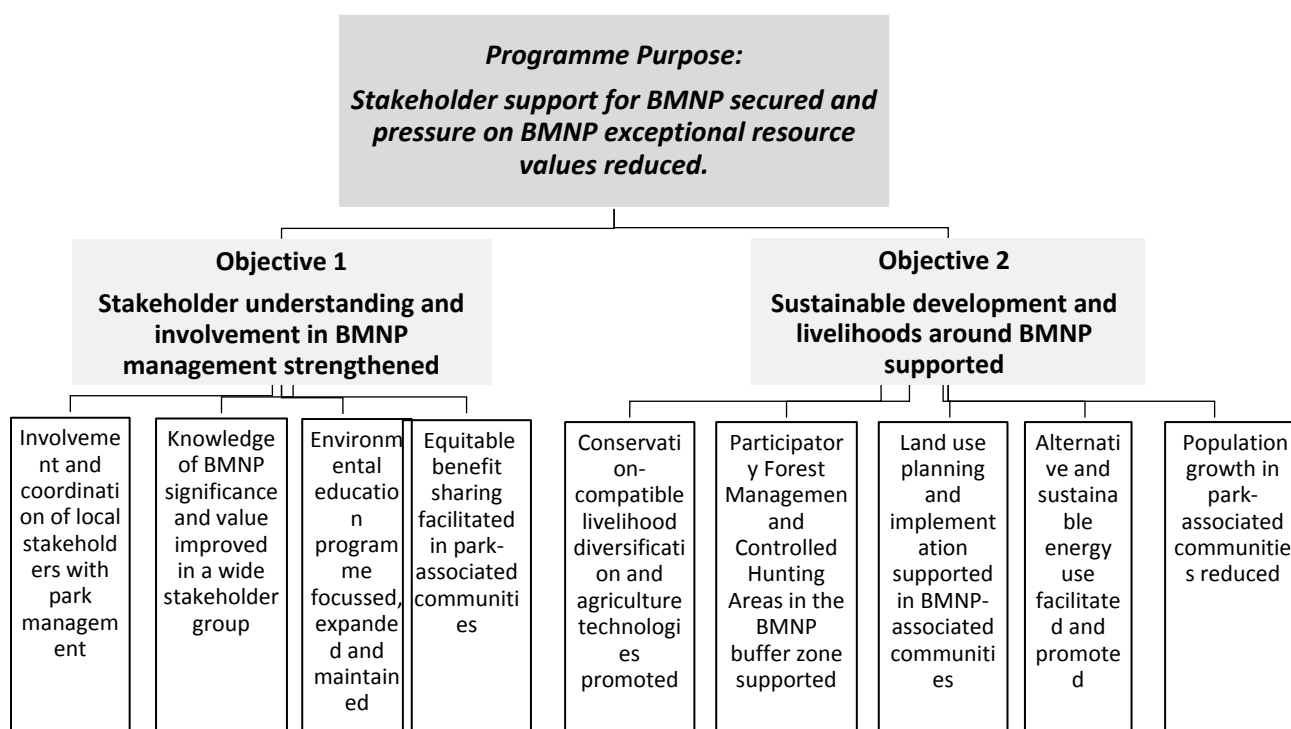 Programme Purpose:
Stakeholder support for BMNP secured and
pressure on BMNP exceptional resource
values reduced.
Objective 1
Stakeholder understanding and
involvement in BMNP
management strengthened
Objective 2
Sustainable development and
livelihoods around BMNP
supported
Involveme
nt and
coordinati
on of local
stakehold
ers with
park
managem
ent
Knowledge
of BMNP
significance
and value
improved
in a wide
stakeholder
group
Environm
ental
educatio
n
program
me
focussed,
expande
d and
maintain
ed
Equitable
benefit
sharing
facilitated
in park-
associated
communiti
es
Conservati
on-
compatible
livelihood
diversificati
on and
agriculture
technologi
es
promoted
Participator
y Forest
Managemen
and
Controlled
Hunting
Areas in the
BMNP
buffer zone
supported
Land use
planning
and
implement
ation
supported
in BMNP-
associated
communiti
es
Alternati
ve and
sustaina
ble
energy
use
facilitate
d and
promote
d
Population
growth in
park-
associated
communitie
s reduced